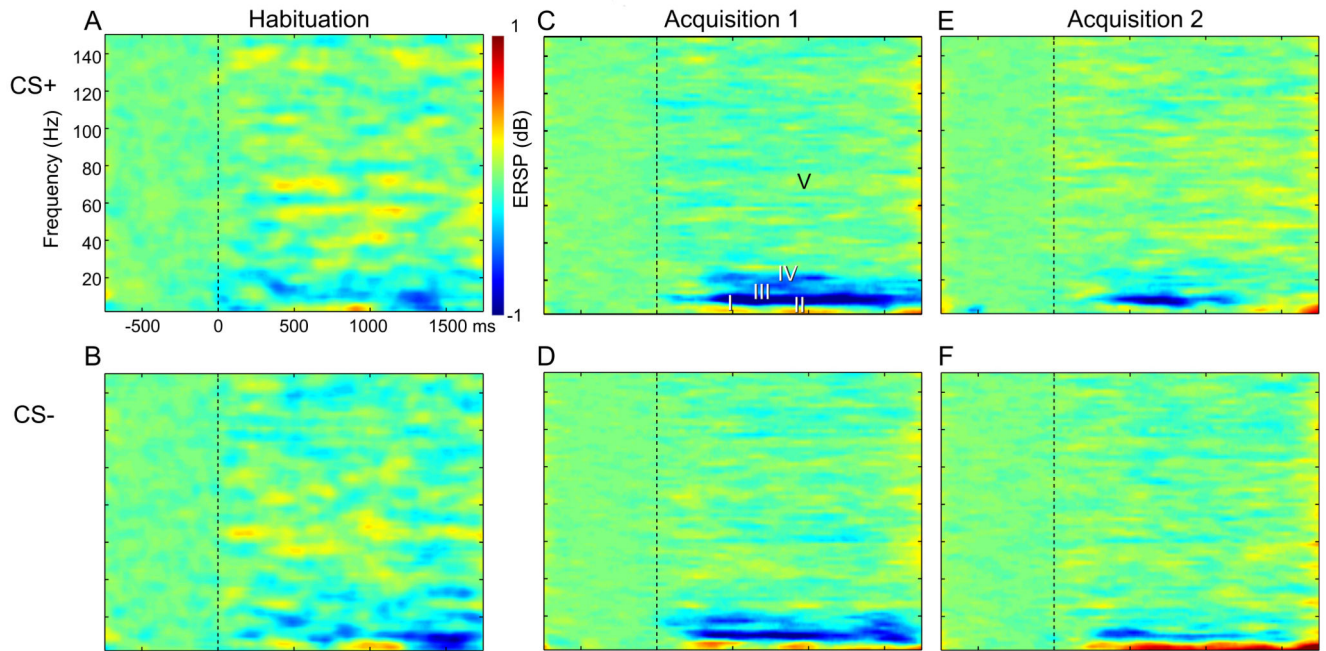 A Habituation
C Acquisition 1
E Acquisition 2
CS+
Frequency (Hz)
140
120
100
80
60
40
20
-500 0 500 1000 1500 ms
1
ERSP (dB)
-1
V
IV
III
I
II
B
D
F
CS-